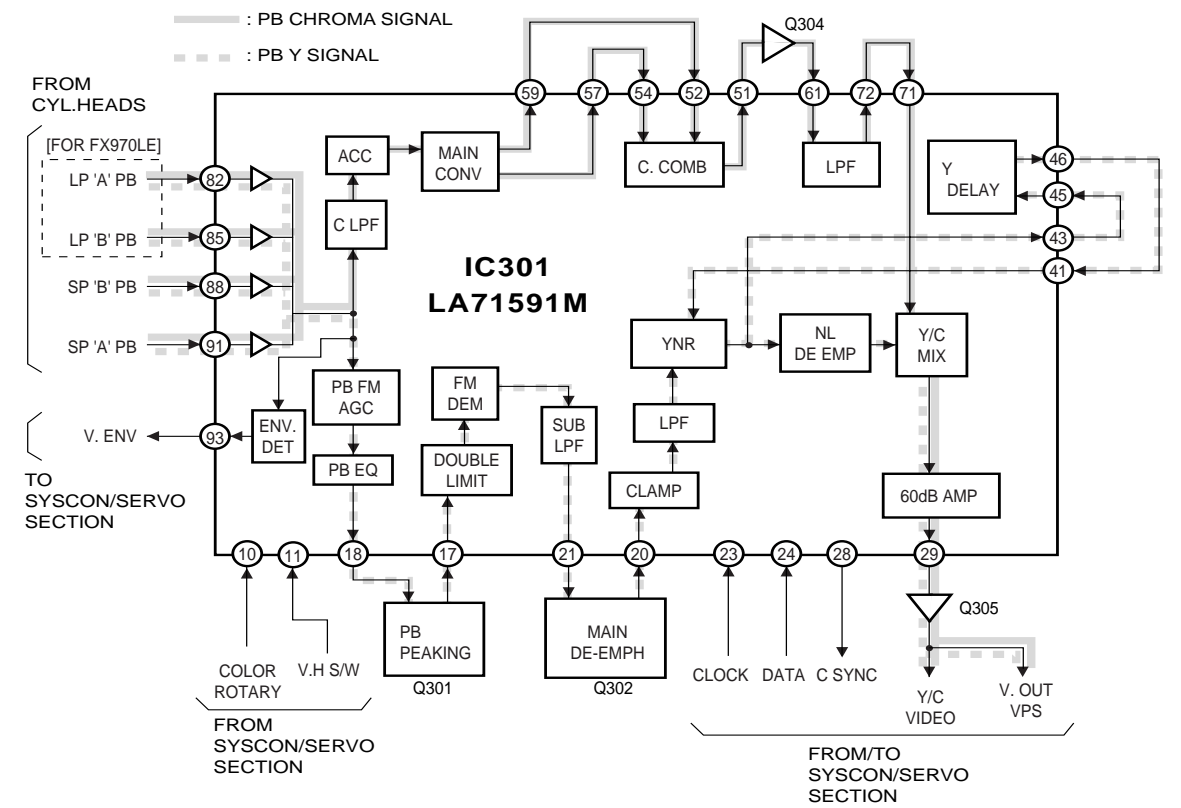 : PB CHROMA SIGNAL
: PB Y SIGNAL
FROM
CYL.HEADS
[FOR FX970LE]
LP 'A' PB
LP 'B' PB
SP 'B' PB
SP 'A' PB
V. ENV
TO
SYSCON/SERVO
SECTION
82
85
88
91
93
59
57
54
52
51
Q304
61
72
71
46
45
43
41
ACC
MAIN
CONV
C. COMB
LPF
Y
DELAY
C LPF
IC301
LA71591M
YNR
NL
DE EMP
Y/C
MIX
PB FM
AGC
FM
DEM
SUB
LPF
LPF
ENV.
DET
PB EQ
DOUBLE
LIMIT
CLAMP
60dB AMP
10
11
18
17
21
20
23
24
28
29
PB
PEAKING
Q301
MAIN
DE-EMPH
Q302
Q305
COLOR
ROTARY
V.H S/W
CLOCK
DATA
C SYNC
Y/C
VIDEO
V. OUT
VPS
FROM
SYSCON/SERVO
SECTION
FROM/TO
SYSCON/SERVO
SECTION